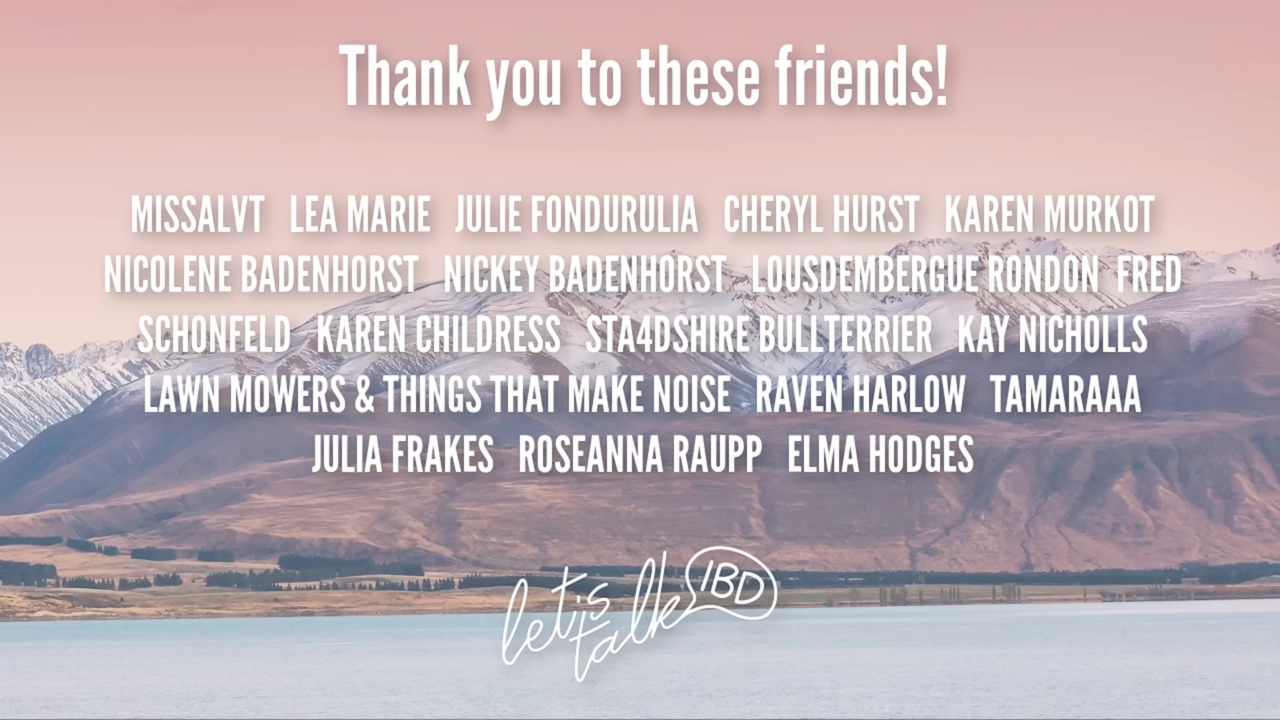 Thank you to these friends!
MISSALVT LEA MARIE JULIE FONDURULIA CHERYL HURST KAREN MURKOT
NICOLENE BADENHORST NICKEY BADENHORST LOUSDEMBERGUE RONDON FRED
SCHONFELD KAREN CHILDRESS STA4DSHIRE BULLTERRIER KAY NICHOLLS
LAWN MOWERS & THINGS THAT MAKE NOISE RAVEN HARLOW TAMARAAA
JULIA FRAKES ROSEANNA RAUPP ELMA HODGES
let's
talk IBD